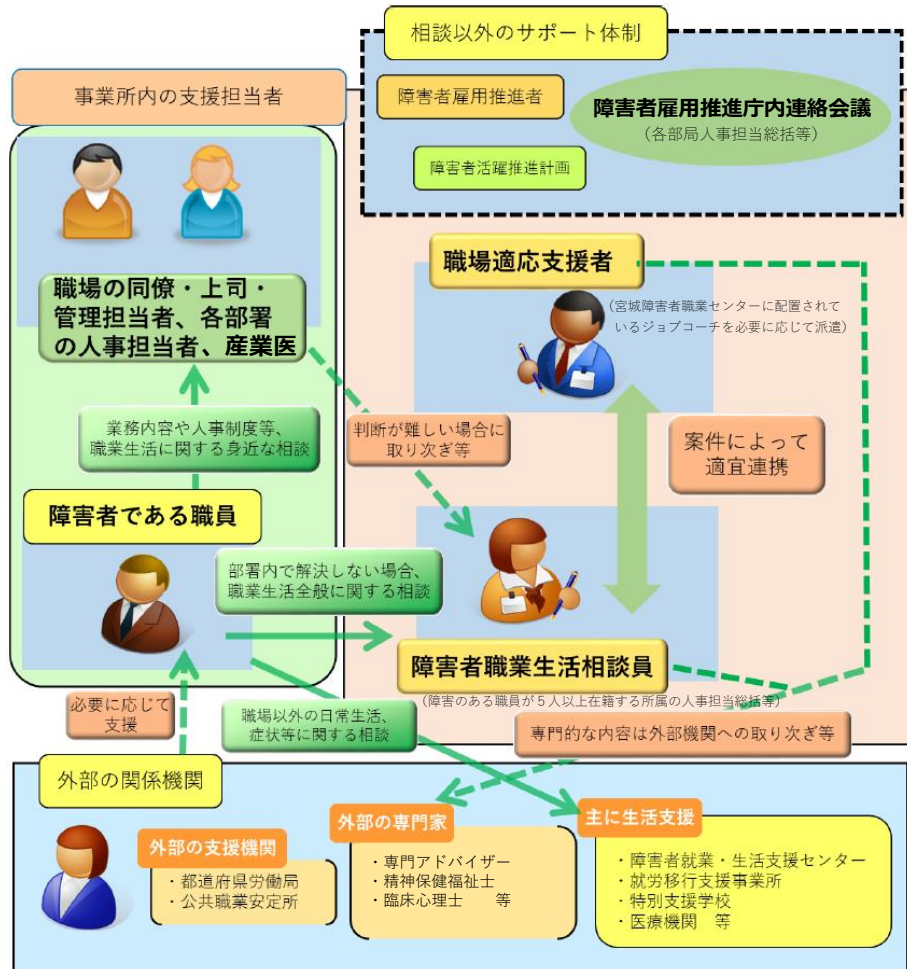 相談以外のサポート体制
障害者雇用推進者
障害者雇用推進庁内連絡会議
（各部局人事担当総括等）
障害者活躍推進計画
事業所内の支援担当者
職場の同僚・上司・
管理担当者、各部署
の人事担当者、産業医
職場適応支援者
（宮城障害者職業センターに配置されて
いるジョブコーチを必要に応じて派遣）
業務内容や人事制度等、
職業生活に関する身近な相談
判断が難しい場合に
取り次ぎ等
案件によって
適宜連携
障害者である職員
部署内で解決しない場合、
職業生活全般に関する相談
障害者職業生活相談員
（障害のある職員が５人以上在籍する所属の人事担当総括等）
必要に応じて
支援
職場以外の日常生活、
症状等に関する相談
専門的な内容は外部機関への取り次ぎ等
外部の関係機関
外部の支援機関
・都道府県労働局
・公共職業安定所
外部の専門家
・専門アドバイザー
・精神保健福祉士
・臨床心理士　　等
主に生活支援
・障害者就業・生活支援センター
・就労移行支援事業所
・特別支援学校
・医療機関　等